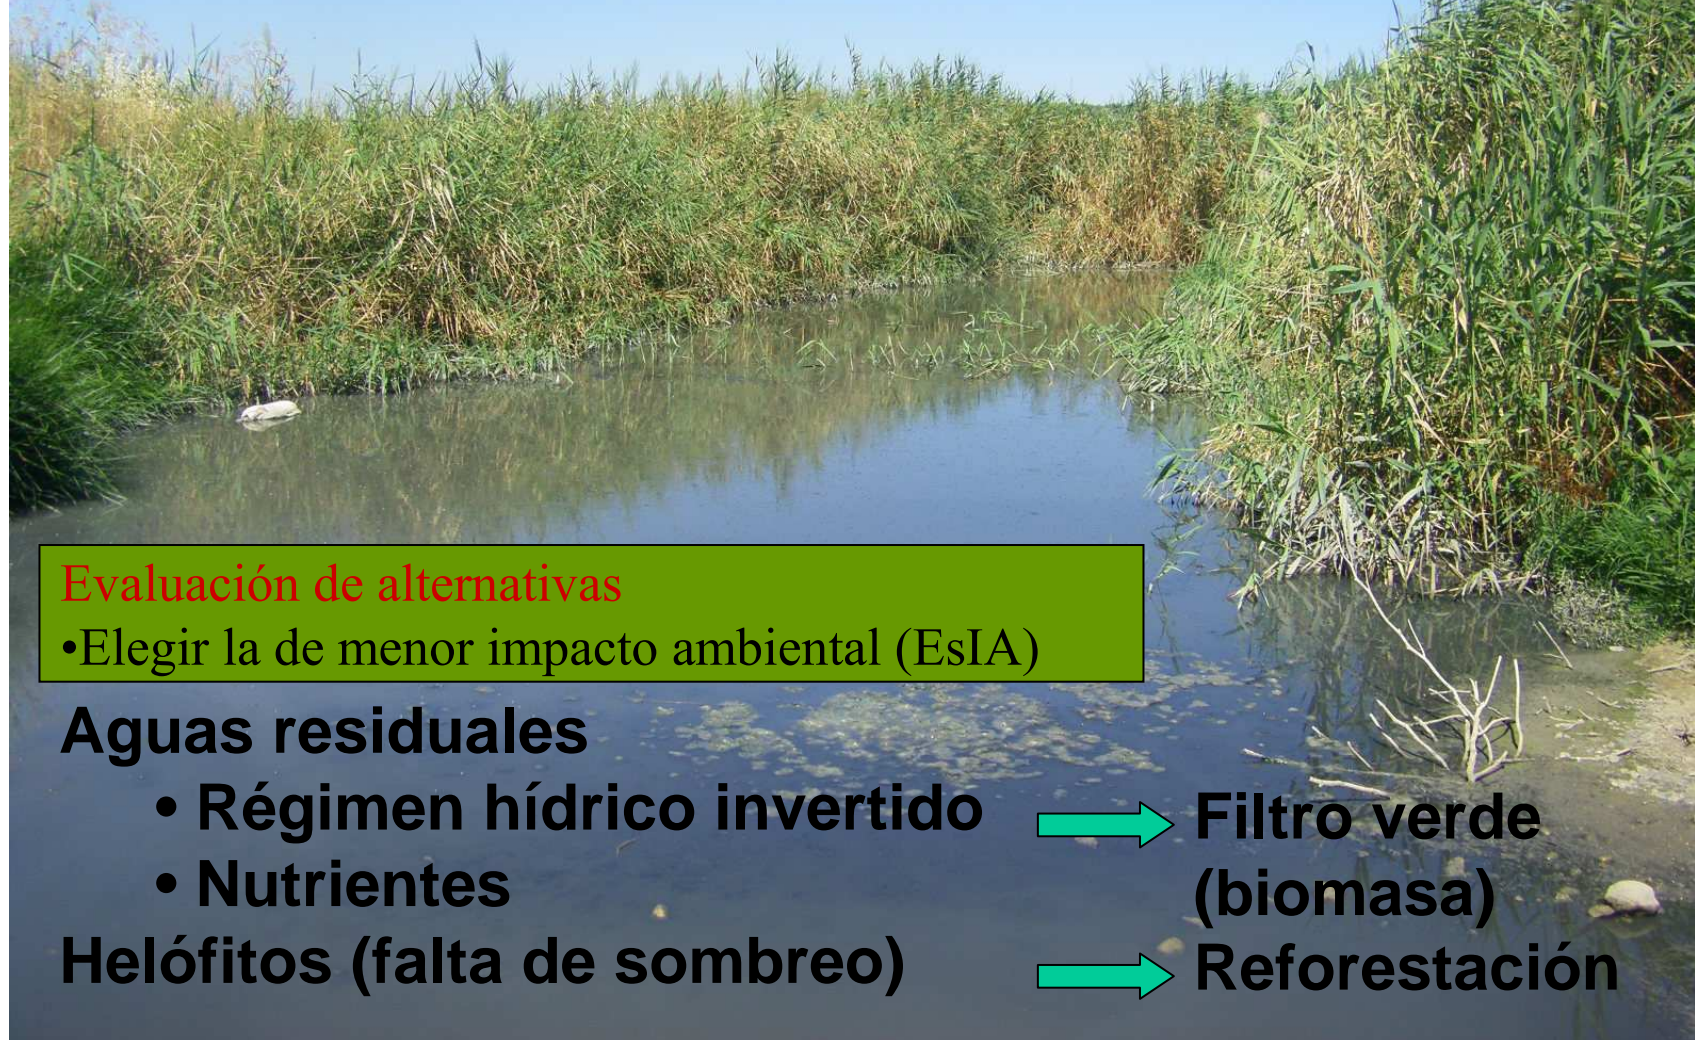 Evaluación de alternativas
•Elegir la de menor impacto ambiental (EsIA)
Aguas residuales
• Régimen hídrico invertido
Filtro verde
• Nutrientes
(biomasa)
Helófitos (falta de sombreo)
Reforestación